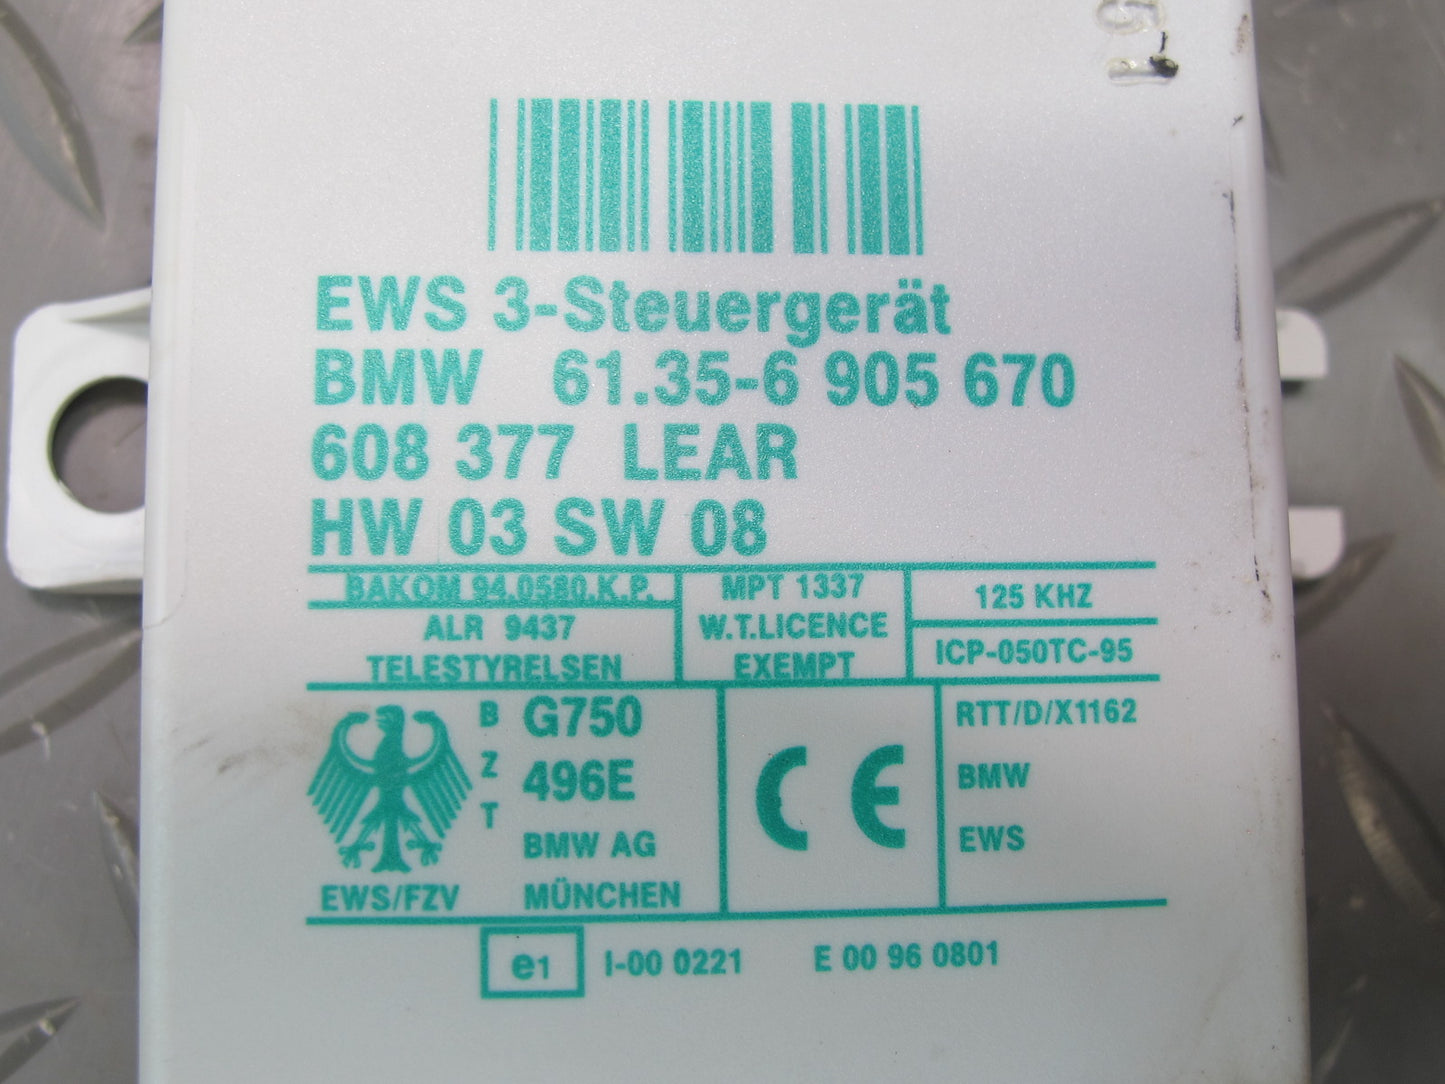 EWS 3-Steuergerät
BMW 61.35-6 905 670
608 377 LEAR
HW 03 SW 08
BAKOM 94.0580.K.P.
ALR 9437
TELESTYRELSEN
MPT 1337
W.T.LICENCE
EXEMPT
125 KHZ
ICP-050TC-95
BZT
G750
496E
BMW AG
MÜNCHEN
EWS/FZV
CE
RTT/D/X1162
BMW
EWS
e1 I-00 0221 E 00 96 0801